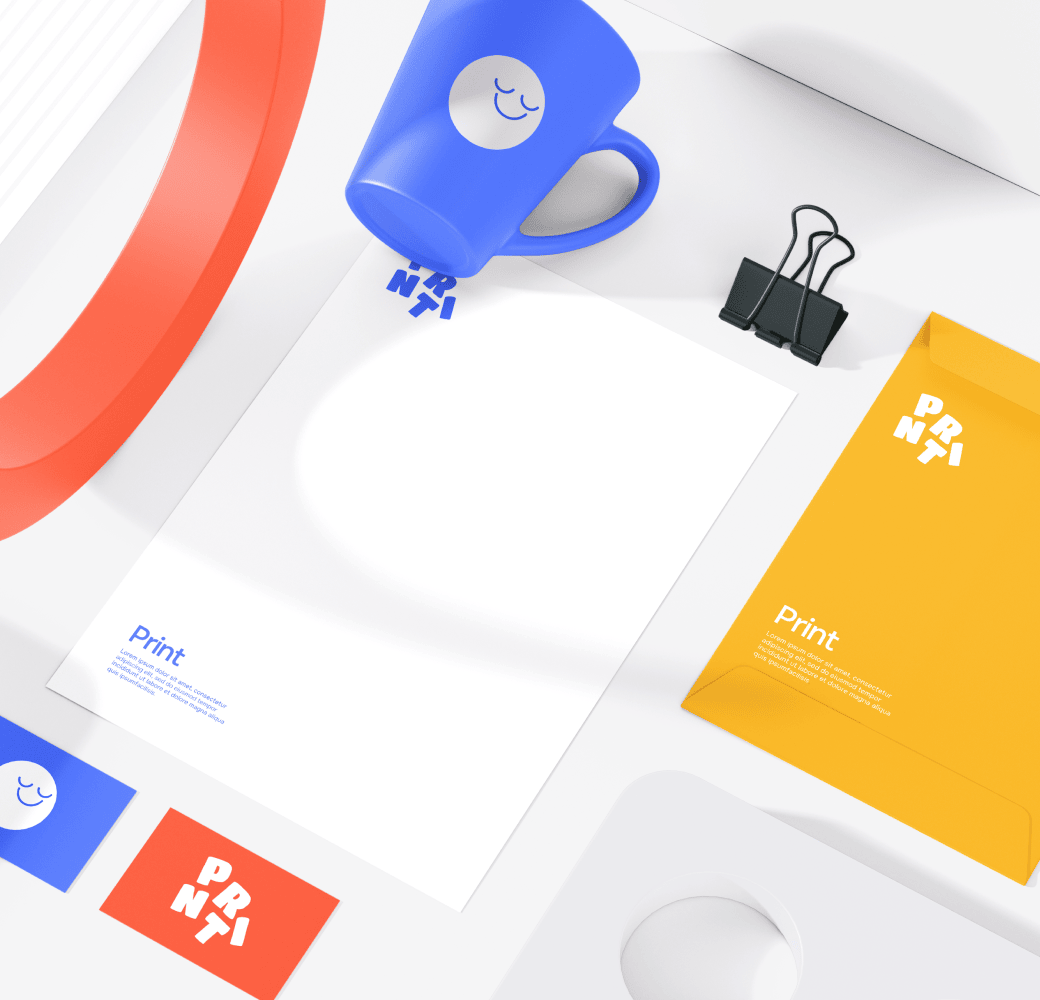 PR
NTI
PR
NTI
Print
Lorem ipsum dolor sit amet, consectetur
adipiscing elit, sed do eiusmod tempor
incididunt ut labore et dolore magna aliqua
quis ipsumfacilisis
Print
Lorem ipsum dolor sit amet, consectetur
adipiscing elit, sed do eiusmod tempor
incididunt ut labore et dolore magna aliqua
quis ipsumfacilisis
PR
NTI